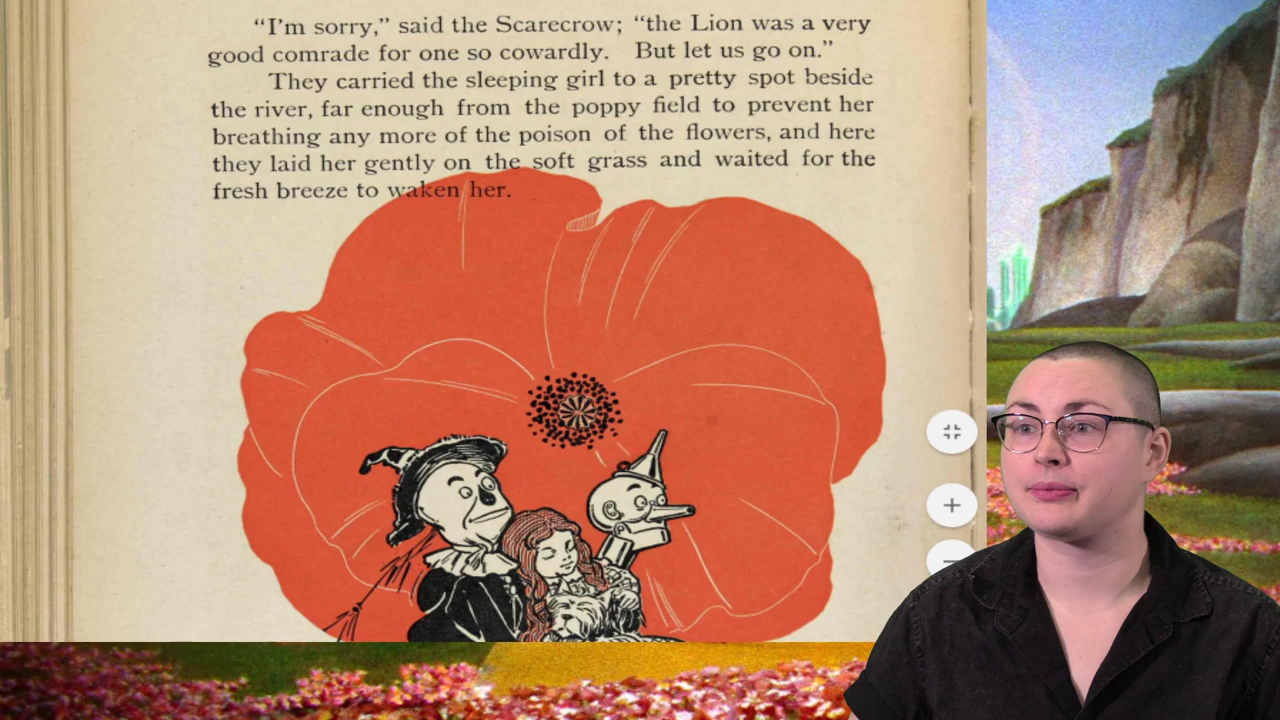 “I'm sorry,” said the Scarecrow; “the Lion was a very
good comrade for one so cowardly. But let us go on.”
They carried the sleeping girl to a pretty spot beside
the river, far enough from the poppy field to prevent her
breathing any more of the poison of the flowers, and here
they laid her gently on the soft grass and waited for the
fresh breeze to waken her.